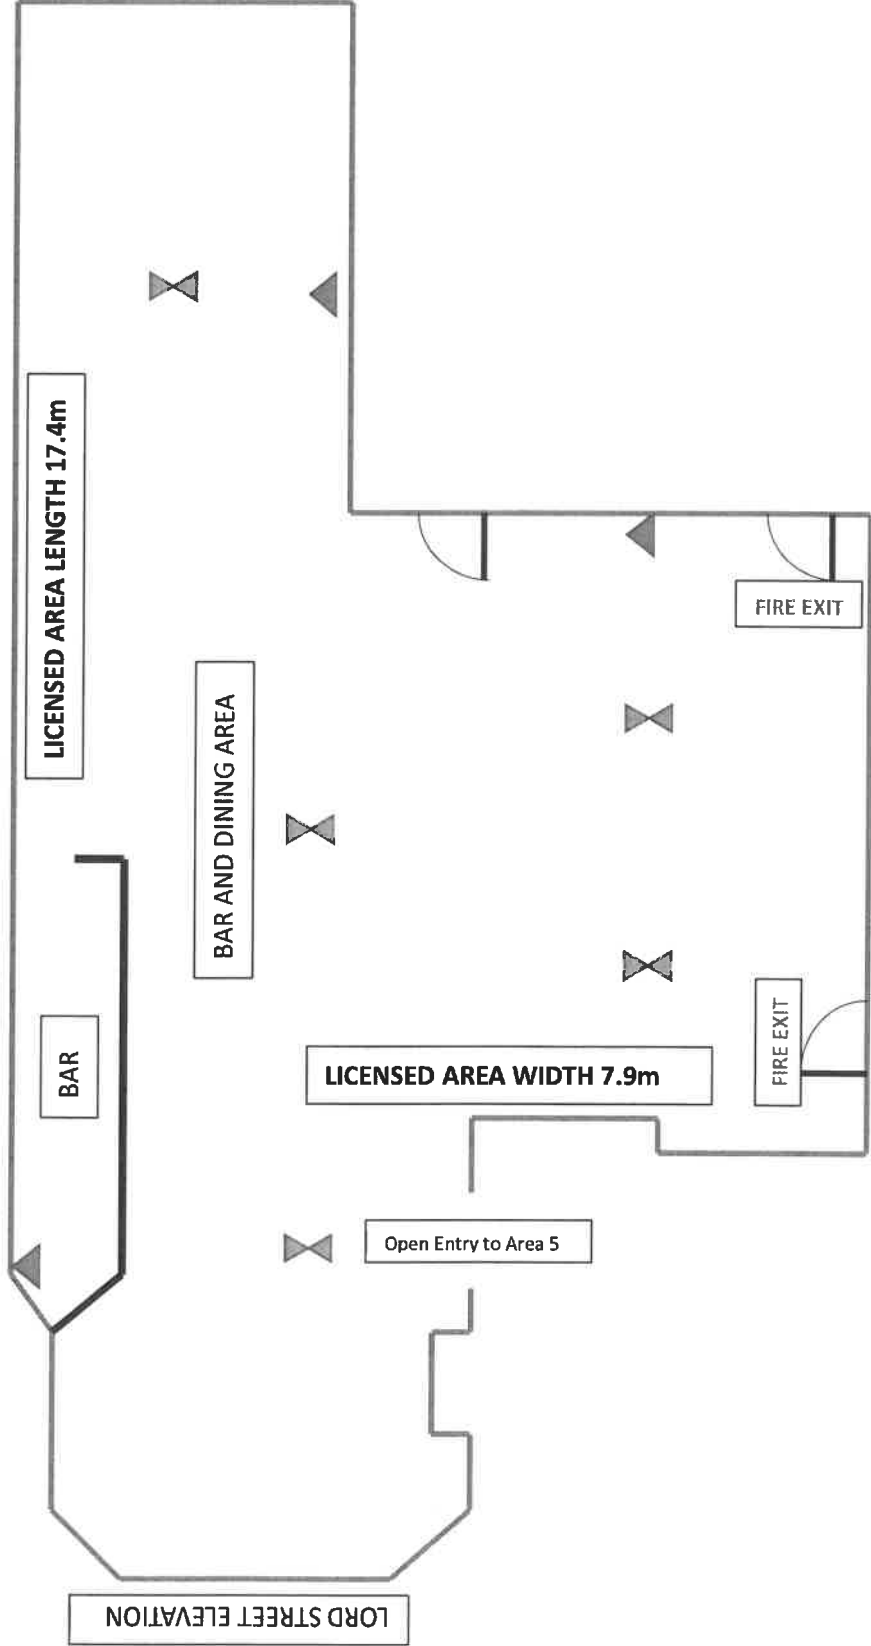 LICENSED AREA LENGTH 17.4m
FIRE EXIT
BAR AND DINING AREA
BAR
LICENSED AREA WIDTH 7.9m
FIRE EXIT
Open Entry to Area 5
LORD STREET ELEVATION